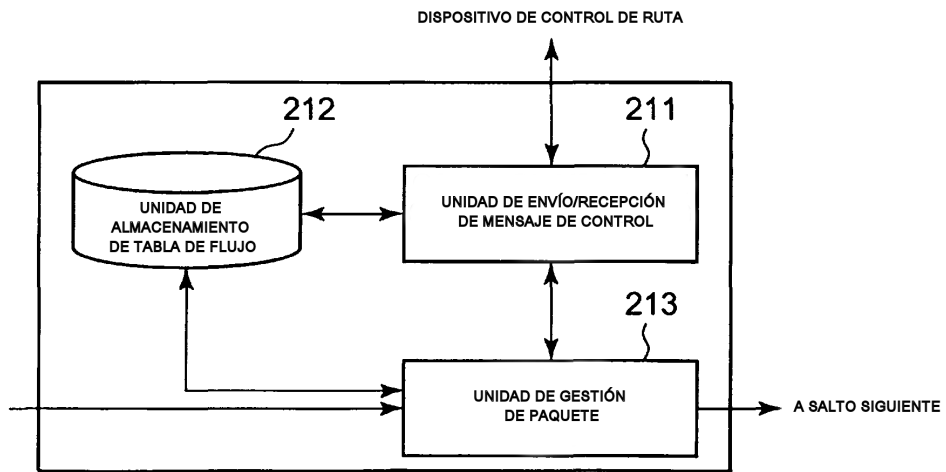 DISPOSITIVO DE CONTROL DE RUTA
212
211
UNIDAD DE
ALMACENAMIENTO
DE TABLA DE FLUJO
UNIDAD DE ENVÍO/RECEPCIÓN
DE MENSAJE DE CONTROL
213
UNIDAD DE GESTIÓN
DE PAQUETE
A SALTO SIGUIENTE